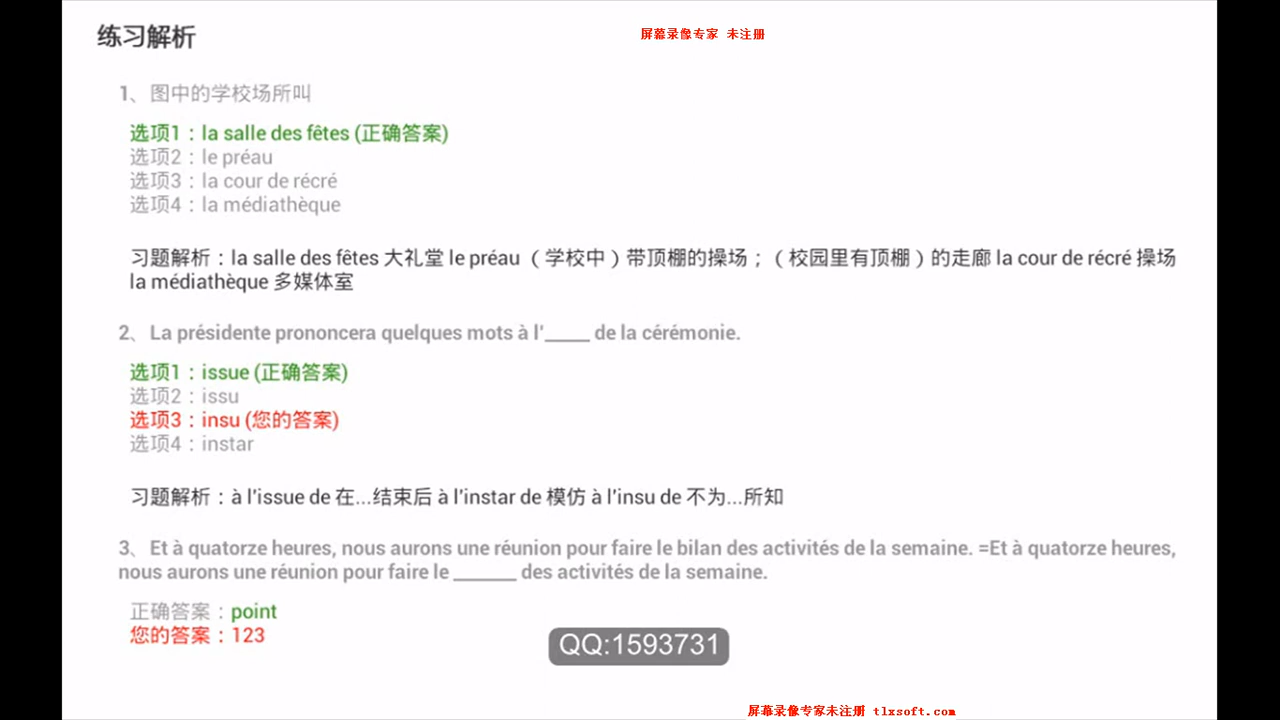 练习解析
屏幕录像专家 未注册
1、图中的学校场所叫
选项1：la salle des fêtes (正确答案)
选项2：le préau
选项3：la cour de récré
选项4：la médiathèque
习题解析：la salle des fêtes 大礼堂 le préau （学校中）带顶棚的操场；（校园里有顶棚）的走廊 la cour de récré 操场
la médiathèque 多媒体室
2、La présidente prononcera quelques mots à l'_____ de la cérémonie.
选项1：issue (正确答案)
选项2：issu
选项3：insu (您的答案)
选项4：instar
习题解析：à l'issue de 在...结束后 à l'instar de 模仿 à l'insu de 不为...所知
3、Et à quatorze heures, nous aurons une réunion pour faire le bilan des activités de la semaine. =Et à quatorze heures,
nous aurons une réunion pour faire le _______ des activités de la semaine.
正确答案：point
您的答案：123
QQ:1593731
屏幕录像专家未注册 tlxsoft.com